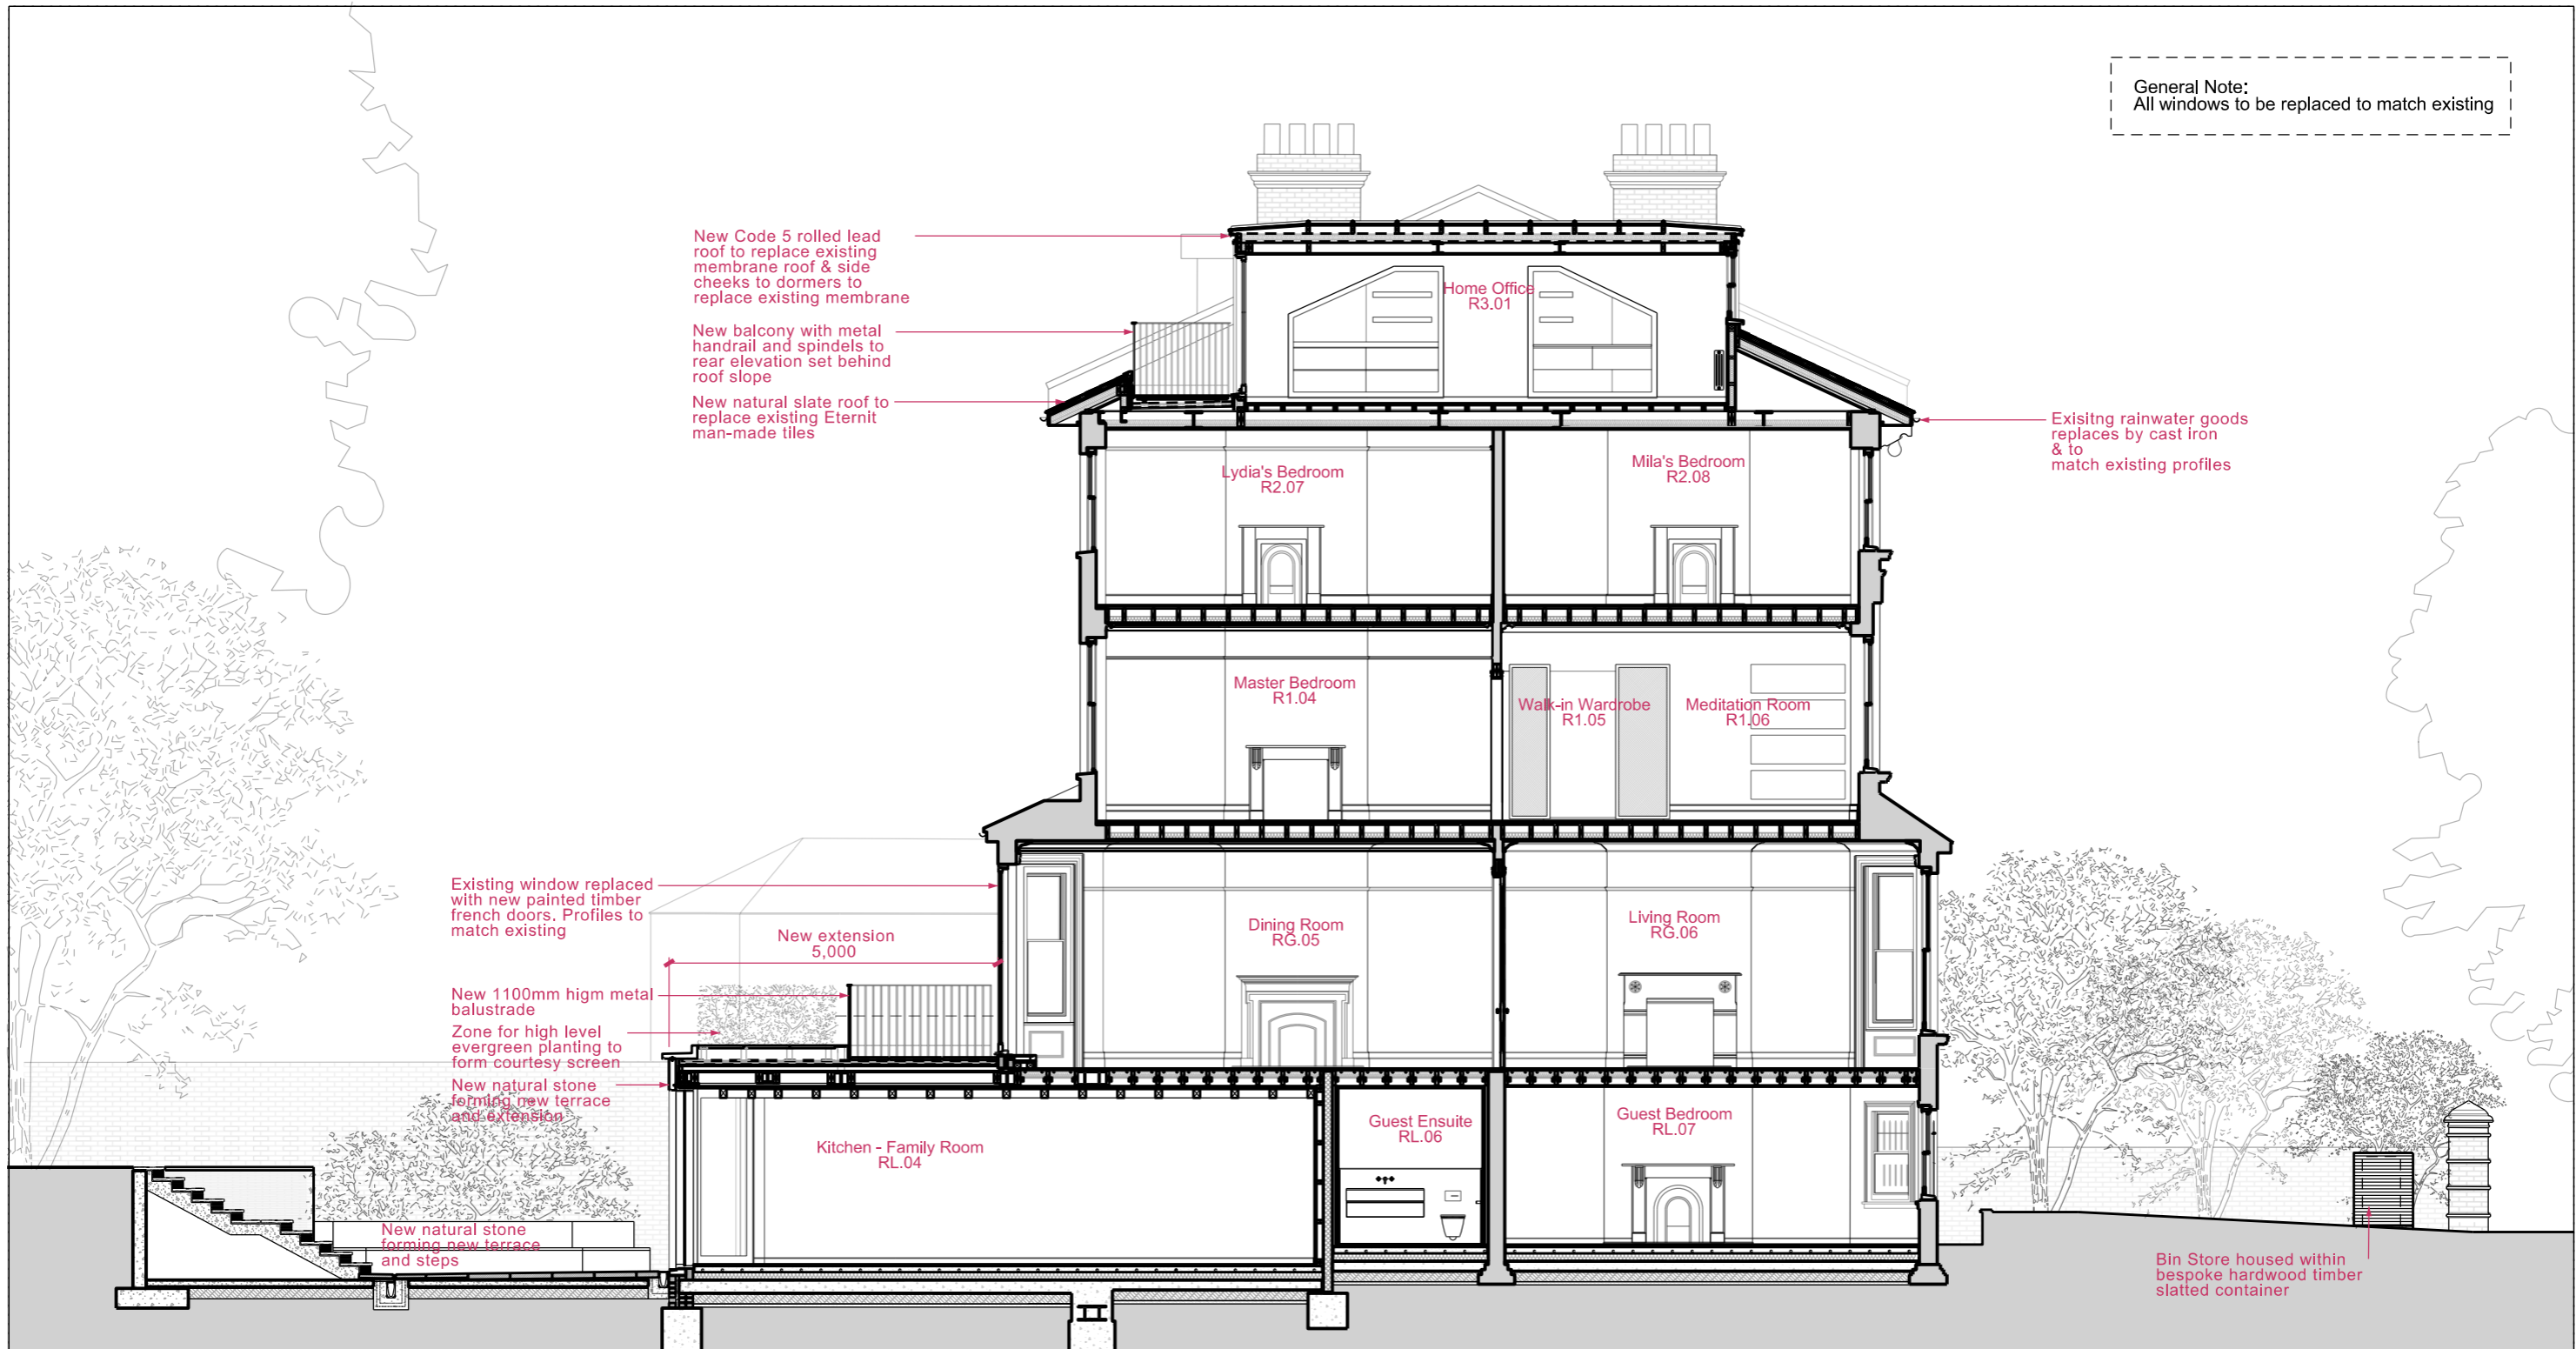 General Note:
All windows to be replaced to match existing
New Code 5 rolled lead
roof to replace existing
membrane roof & side
cheeks to dormers to
replace existing membrane
Home Office
R3.01
New balcony with metal
handrail and spindels to
rear elevation set behind
roof slope
New natural slate roof to
replace existing Eternit
man-made tiles
Exisitng rainwater goods
replaces by cast iron
& to
match existing profiles
Lydia's Bedroom
R2.07
Mila's Bedroom
R2.08
Master Bedroom
R1.04
Walk-in Wardrobe
R1.05
Meditation Room
R1.06
Existing window replaced
with new painted timber
french doors. Profiles to
match existing
New extension
5,000
Dining Room
RG.05
Living Room
RG.06
New 1100mm higm metal
balustrade
Zone for high level
evergreen planting to
form courtesy screen
New natural stone
forming new terrace
and extension
Kitchen - Family Room
RL.04
Guest Ensuite
RL.06
Guest Bedroom
RL.07
New natural stone
forming new terrace
and steps
Bin Store housed within
bespoke hardwood timber
slatted container